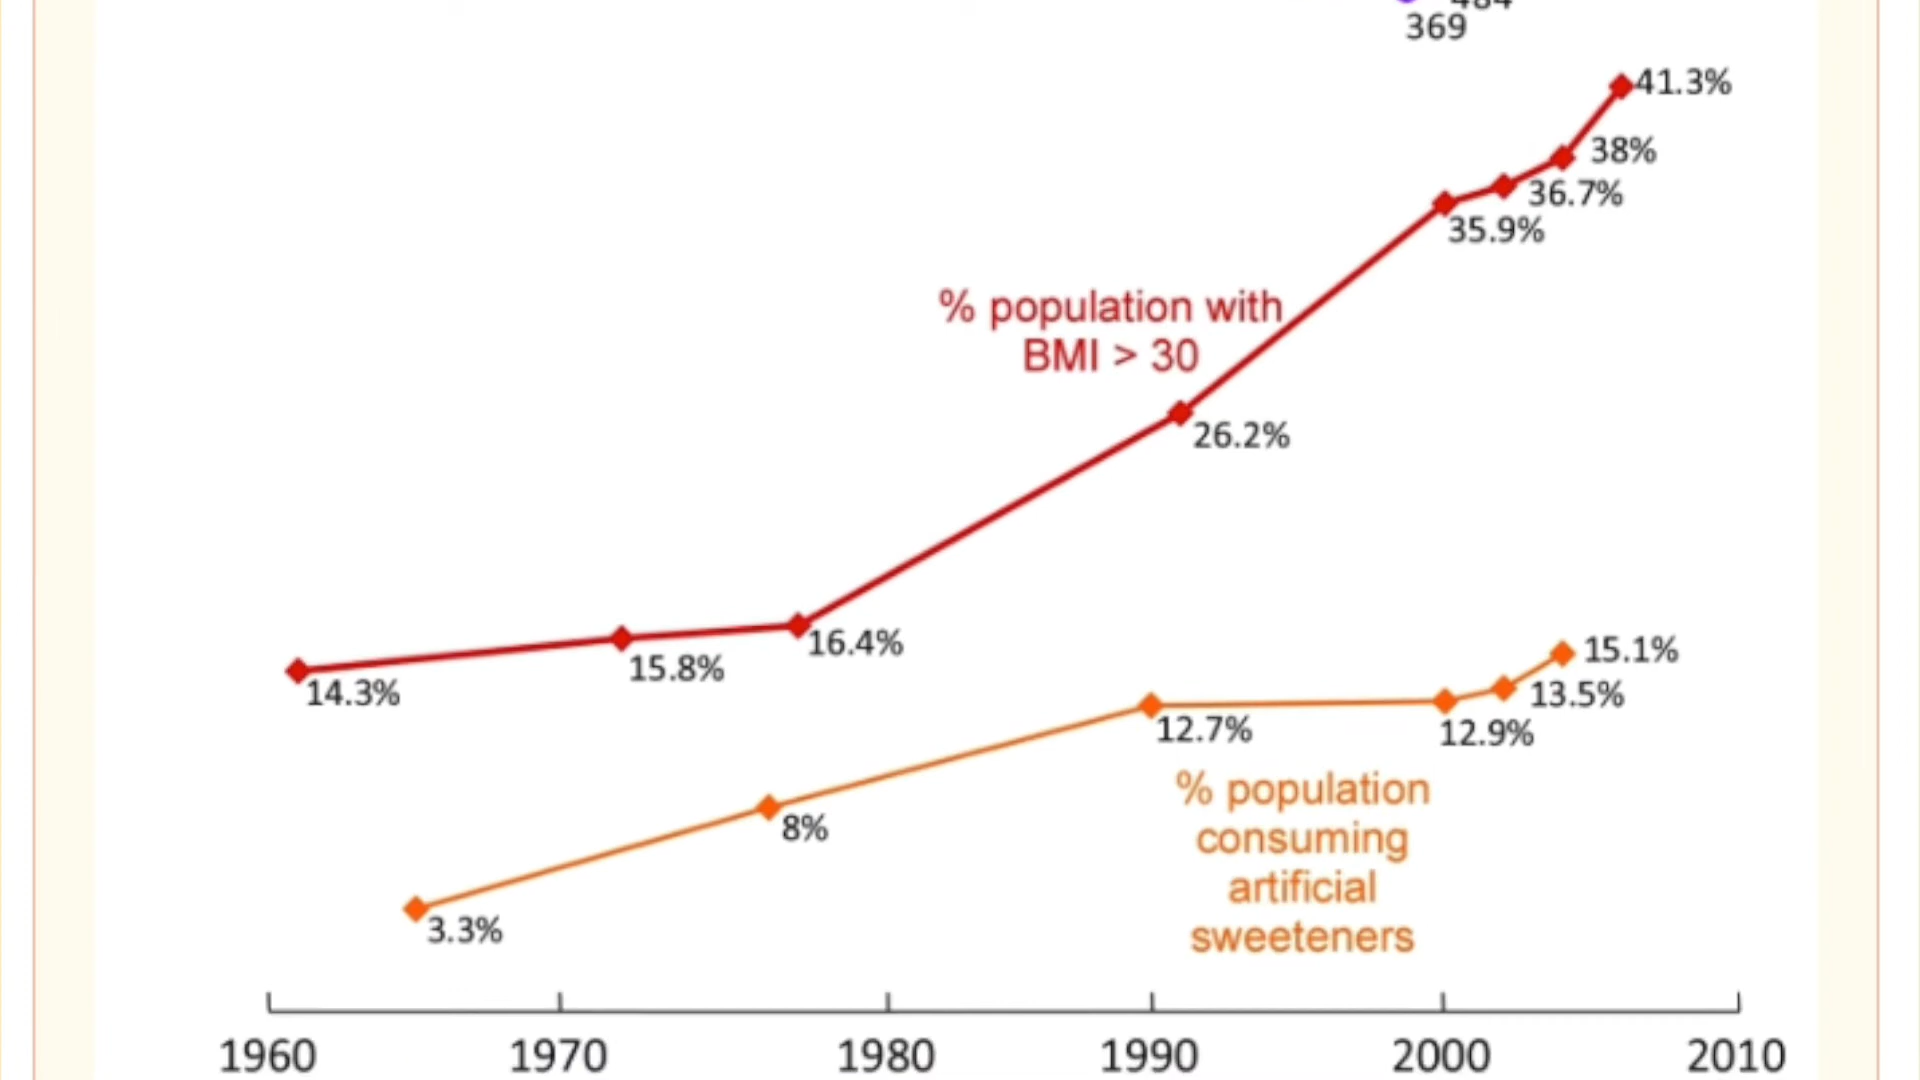 369
41.3%
38%
36.7%
35.9%
% population with
BMI > 30
26.2%
16.4%
15.8%
14.3%
15.1%
13.5%
12.9%
12.7%
8%
3.3%
% population
consuming
artificial
sweeteners
1960 1970 1980 1990 2000 2010